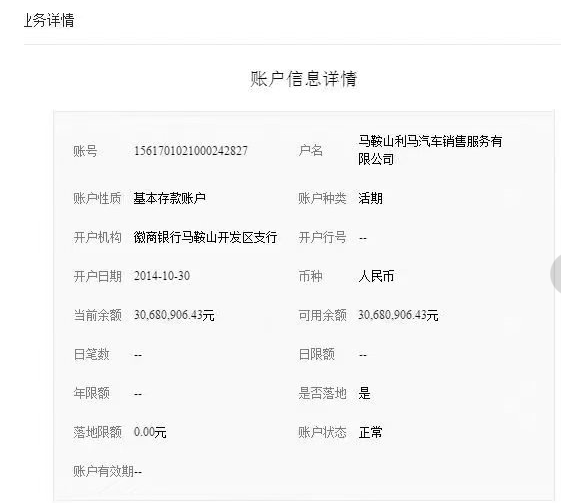 业务详情
账户信息详情
账号 1561701021000242827 户名 马鞍山利马汽车销售服务有
限公司
账户性质 基本存款账户 账户种类 活期
开户机构 徽商银行马鞍山开发区支行 开户行号 --
开户日期 2014-10-30 币种 人民币
当前余额 30,680,906.43元 可用余额 30,680,906.43元
日笔数 -- 日限额 --
年限额 -- 是否落地 是
落地限额 0.00元 账户状态 正常
账户有效期--